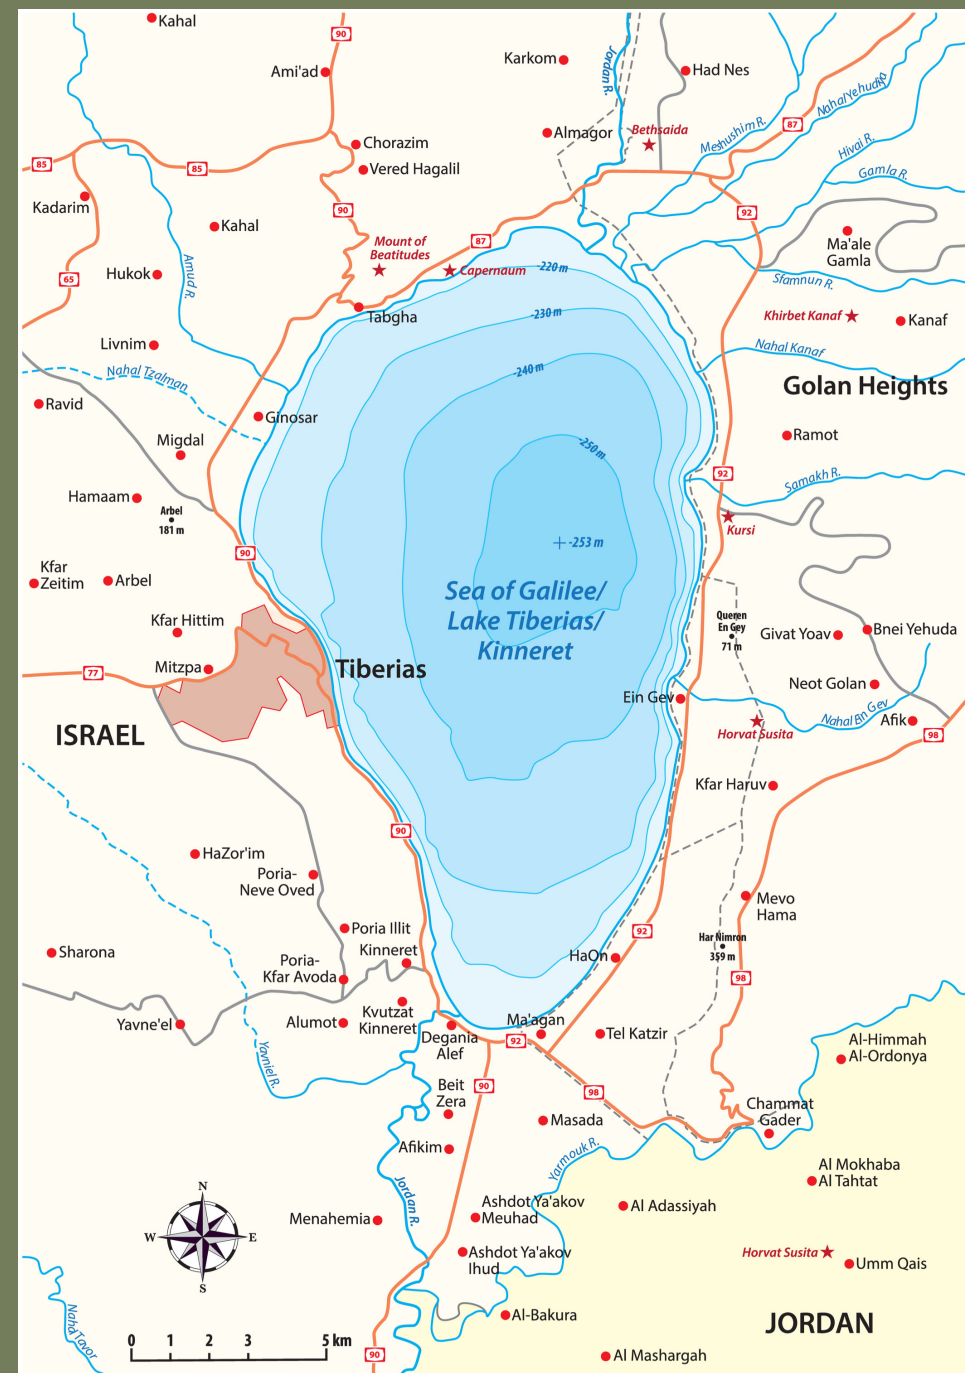 Kahal
90
Karkom
Jordan R.
Ami'ad
Had Nes
Nahal Yehudiya
Almagor
Bethsaida
Meshushim R.
87
Chorazim
Hivai R.
85
85
Vered Hagalil
Gamla R.
Kadarim
90
92
Kahal
Mount of
Beatitudes
87
Ma'ale
Gamla
Hukok
Amud R.
Capernaum
-220 m
Sfamnun R.
65
Tabgha
-230 m
Khirbet Kanaf
Kanaf
Livnim
Nahal Kanaf
Nahal Tzalman
-240 m
Golan Heights
Ravid
Ginosar
Migdal
-250 m
Ramot
92
Samakh R.
Hamaam
Arbel
181 m
Kursi
90
-253 m
Kfar
Zeitim
Arbel
Sea of Galilee/
Lake Tiberias/
Kinneret
Kfar Hittim
Queren
En Gey
71 m
Givat Yoav
Bnei Yehuda
Mitzpa
77
Tiberias
Ein Gev
Neot Golan
Nahal En Gev
Afik
ISRAEL
Horvat Susita
98
Kfar Haruv
90
HaZor'im
Poria-
Neve Oved
Mevo
Hama
Poria Illit
92
Har Nimron
359 m
Sharona
Kinneret
HaOn
Poria-
Kfar Avoda
98
Kvutzat
Kinneret
Yavne'el
Alumot
Degania
Alef
Ma'agan
92
Tel Katzir
Al-Himmah
Al-Ordonya
Yavniel R.
Beit
Zera
90
98
Chammat
Gader
Masada
Afikim
Yarmouk R.
Al Mokhaba
Al Tahtat
Jordan R.
Ashdot Ya'akov
Meuhad
Al Adassiyah
N
Menahemia
W
E
Ashdot Ya'akov
Ihud
Horvat Susita
Umm Qais
S
Nahal Tavor
Al-Bakura
JORDAN
0 1 2 3 5 km
90
Al Mashargah